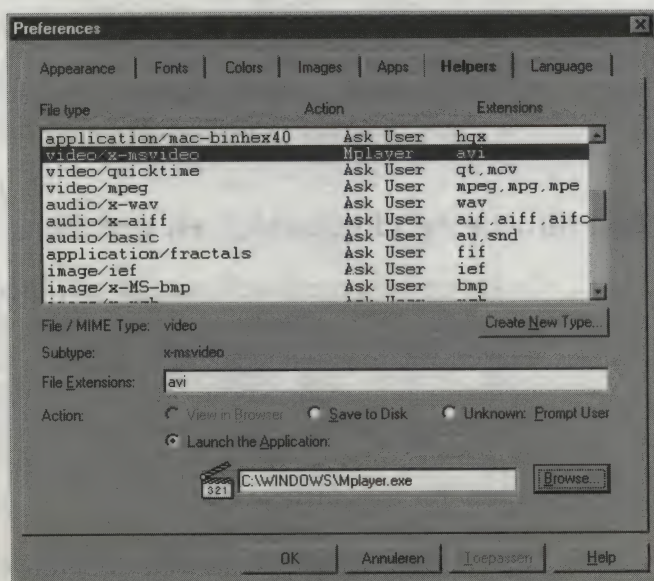 Preferences
Appearance Fonts Colors Images Apps Helpers Language
File type Action Extensions
application/mac-binhex40 Ask User hqx
video/x-msvideo Mplayer avi
video/quicktime Ask User qt,mov
video/mpeg Ask User mpeg,mpg,mpe
audio/x-wav Ask User wav
audio/x-aiff Ask User aif,aiff,aifc
audio/basic Ask User au,snd
application/fractals Ask User fif
image/ief Ask User ief
image/x-MS-bmp Ask User bmp
File / MIME Type: video Create New Type...
Subtype: x-msvideo
File Extensions: avi
Action: View in Browser Save to Disk Unknown: Prompt User
Launch the Application:
321 C:\WINDOWS\Mplayer.exe Browse...
OK Annuleren Toepassen Help